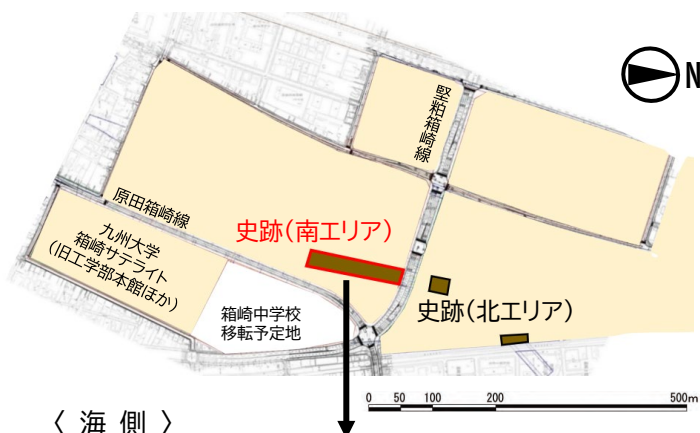 N
堅粕箱崎線
原田箱崎線
史跡(南エリア)
九州大学
箱崎サテライト
(旧工学部本館ほか)
箱崎中学校
移転予定地
史跡(北エリア)
0 50 100 200 500m
〈 海 側 〉